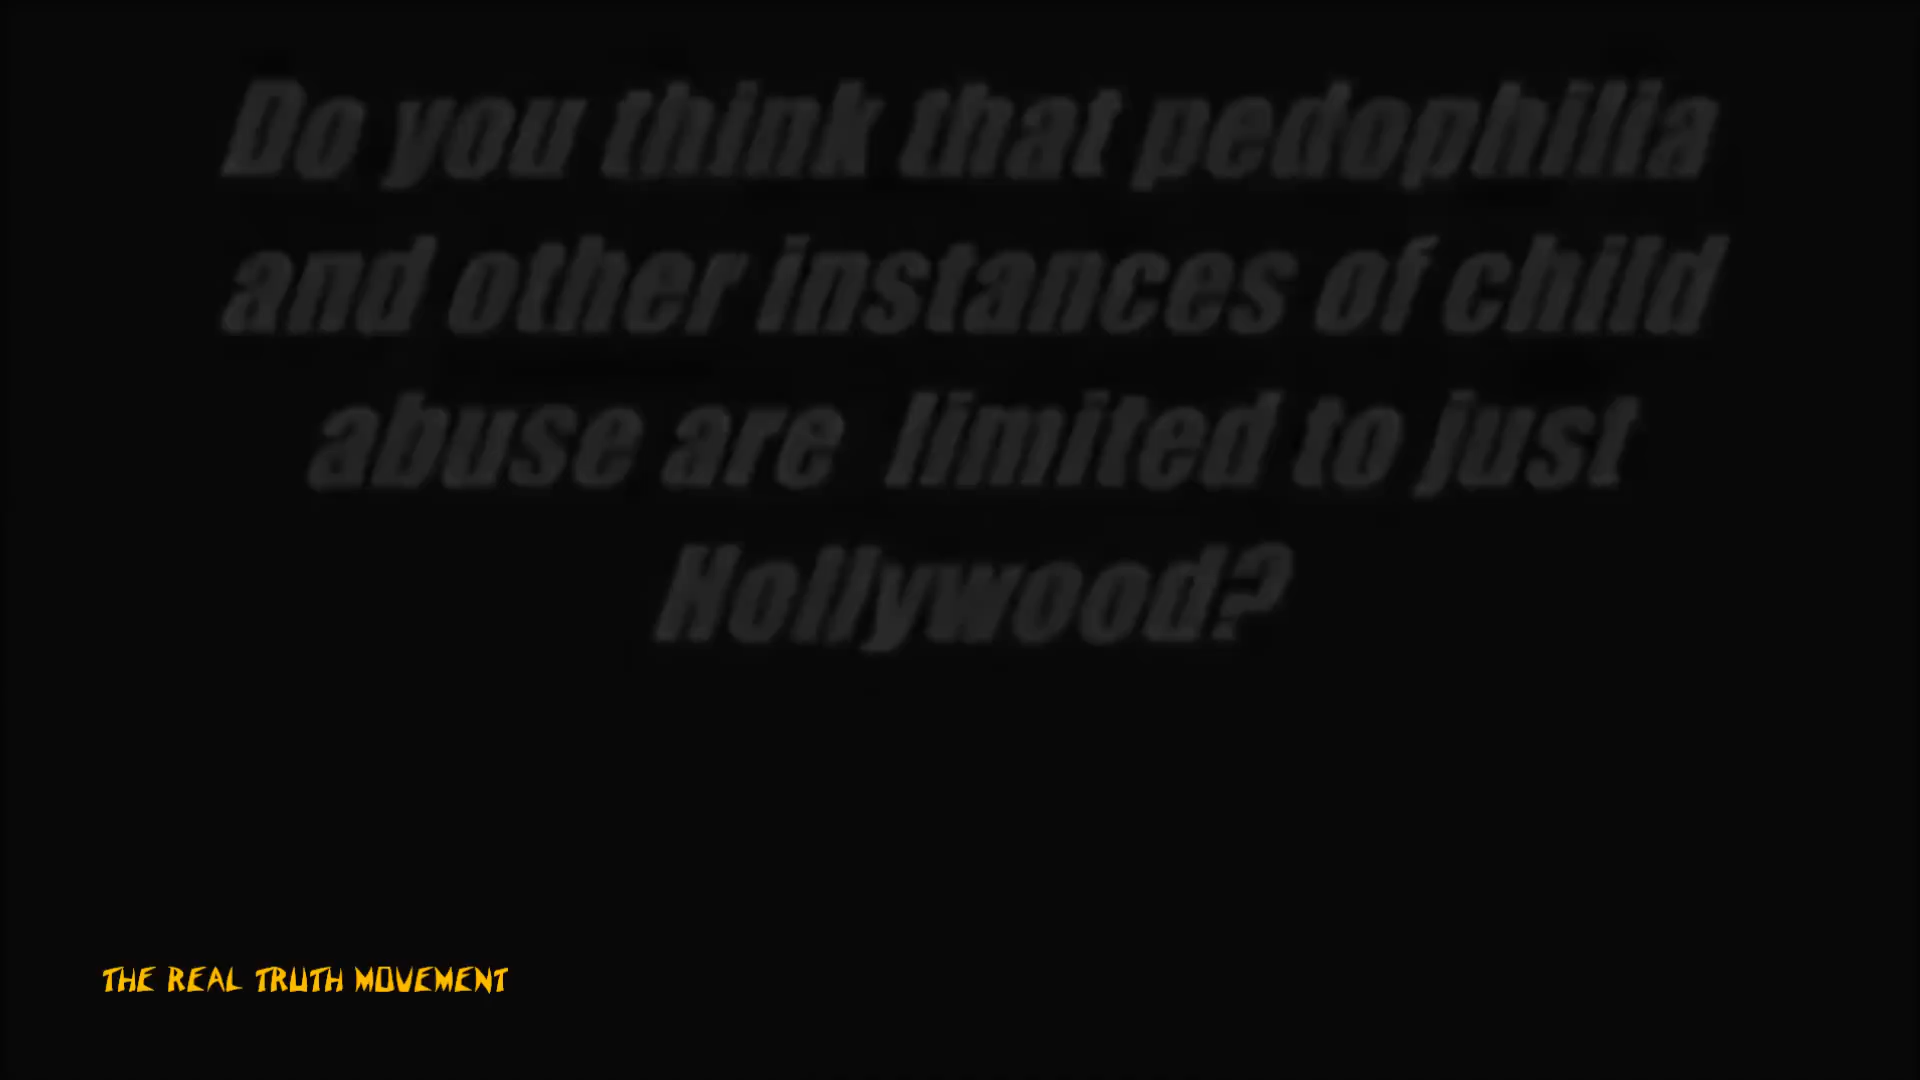 Do you think that pedophilia
and other instances of child
abuse are limited to just
Hollywood?
THE REAL TRUTH MOVEMENT